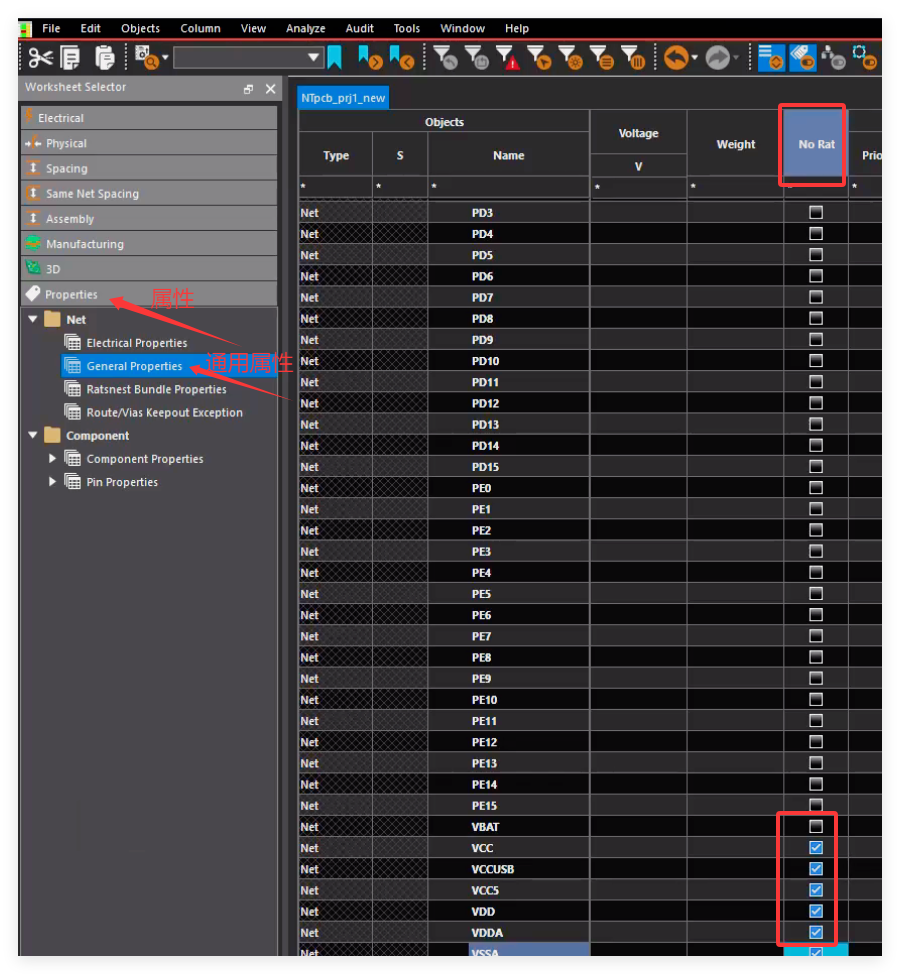 File Edit Objects Column View Analyze Audit Tools Window Help
Worksheet Selector
Electrical
Physical
Spacing
Same Net Spacing
Assembly
Manufacturing
3D
Properties
属性
Net
Electrical Properties
General Properties
通用属性
Ratsnest Bundle Properties
Route/Vias Keepout Exception
Component
Component Properties
Pin Properties
NTpcb_prj1_new
Objects
Type S Name Voltage V Weight No Rat Prio
* * * * * * *
Net PD3
Net PD4
Net PD5
Net PD6
Net PD7
Net PD8
Net PD9
Net PD10
Net PD11
Net PD12
Net PD13
Net PD14
Net PD15
Net PE0
Net PE1
Net PE2
Net PE3
Net PE4
Net PE5
Net PE6
Net PE7
Net PE8
Net PE9
Net PE10
Net PE11
Net PE12
Net PE13
Net PE14
Net PE15
Net VBAT
Net VCC
Net VCCUSB
Net VCC5
Net VDD
Net VDDA
Net VSSA